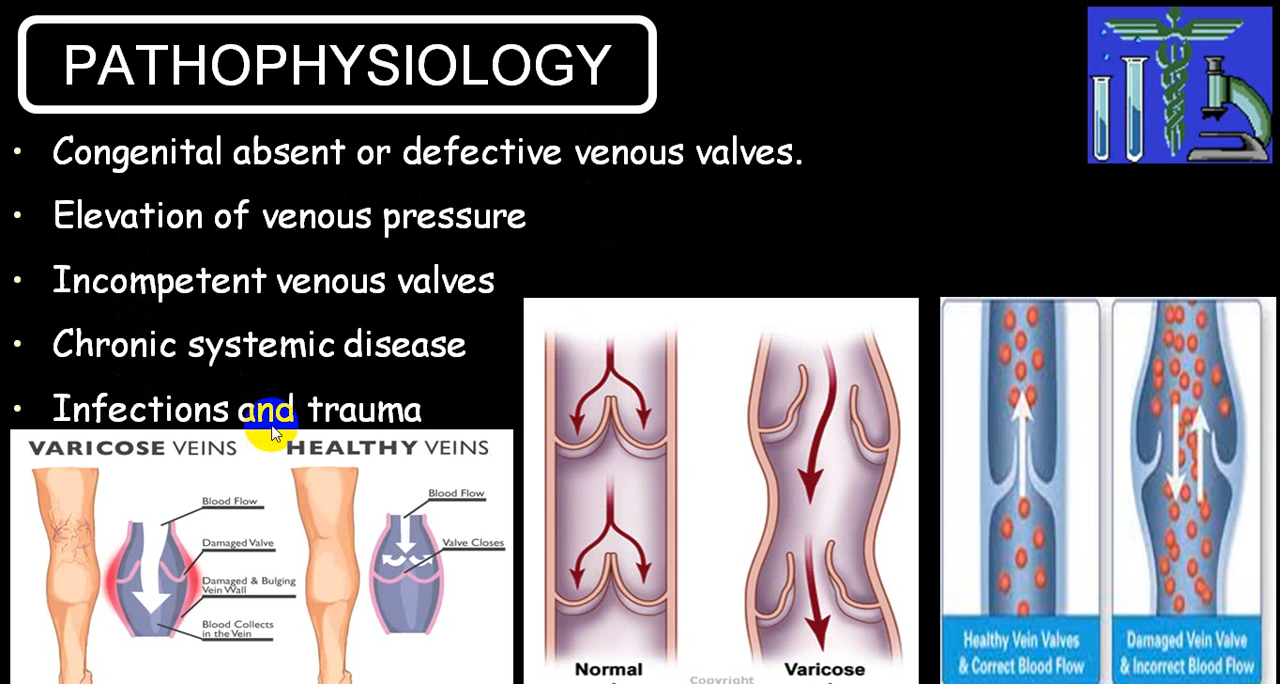 PATHOPHYSIOLOGY
• Congenital absent or defective venous valves.
• Elevation of venous pressure
• Incompetent venous valves
• Chronic systemic disease
• Infections and trauma
VARICOSE VEINS
HEALTHY VEINS
Blood Flow
Damaged Valve
Damaged & Bulging
Vein Wall
Blood Collects
in the Vein
Blood Flow
Valve Closes
Normal
Varicose
Copyright
Healthy Vein Valves
& Correct Blood Flow
Damaged Vein Valve
& Incorrect Blood Flow